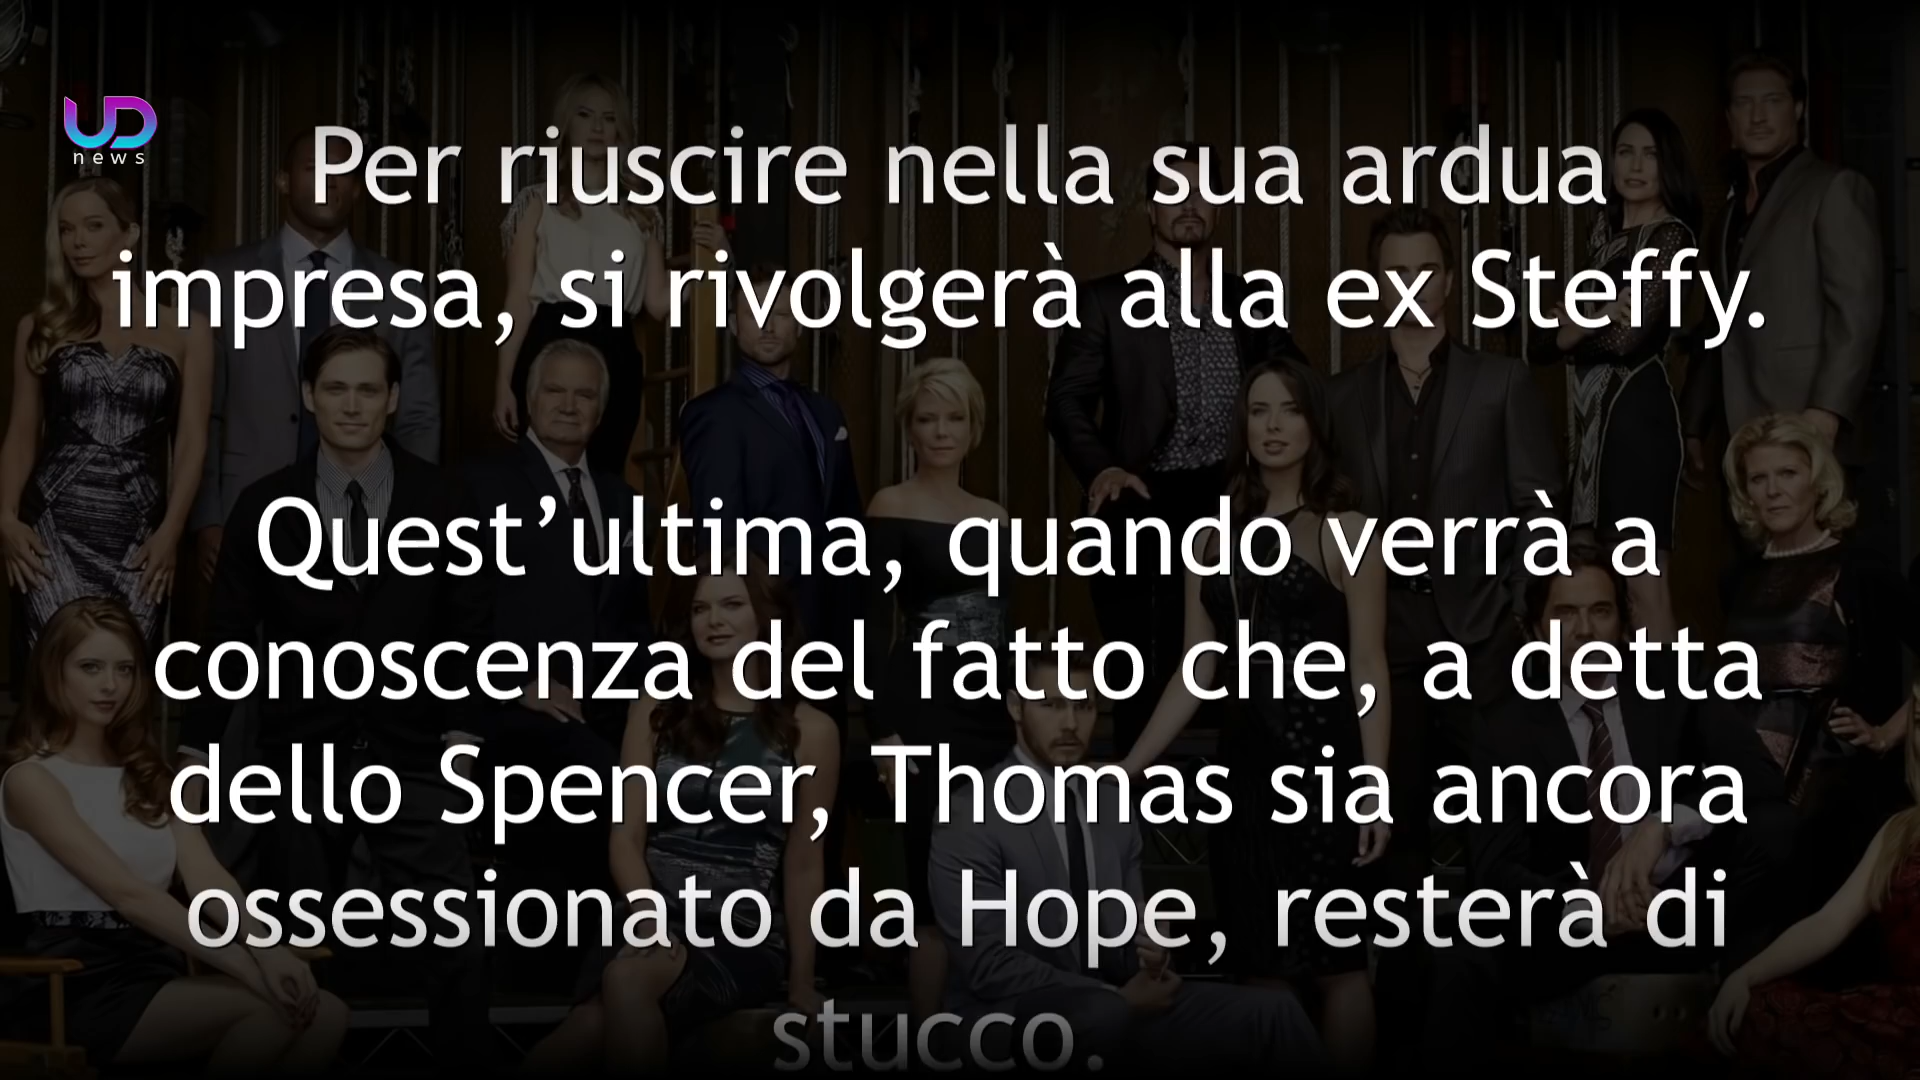 UD
news
Per riuscire nella sua ardua
impresa, si rivolgerà alla ex Steffy.
Quest’ultima, quando verrà a
conoscenza del fatto che, a detta
dello Spencer, Thomas sia ancora
ossessionato da Hope, resterà di
stucco.